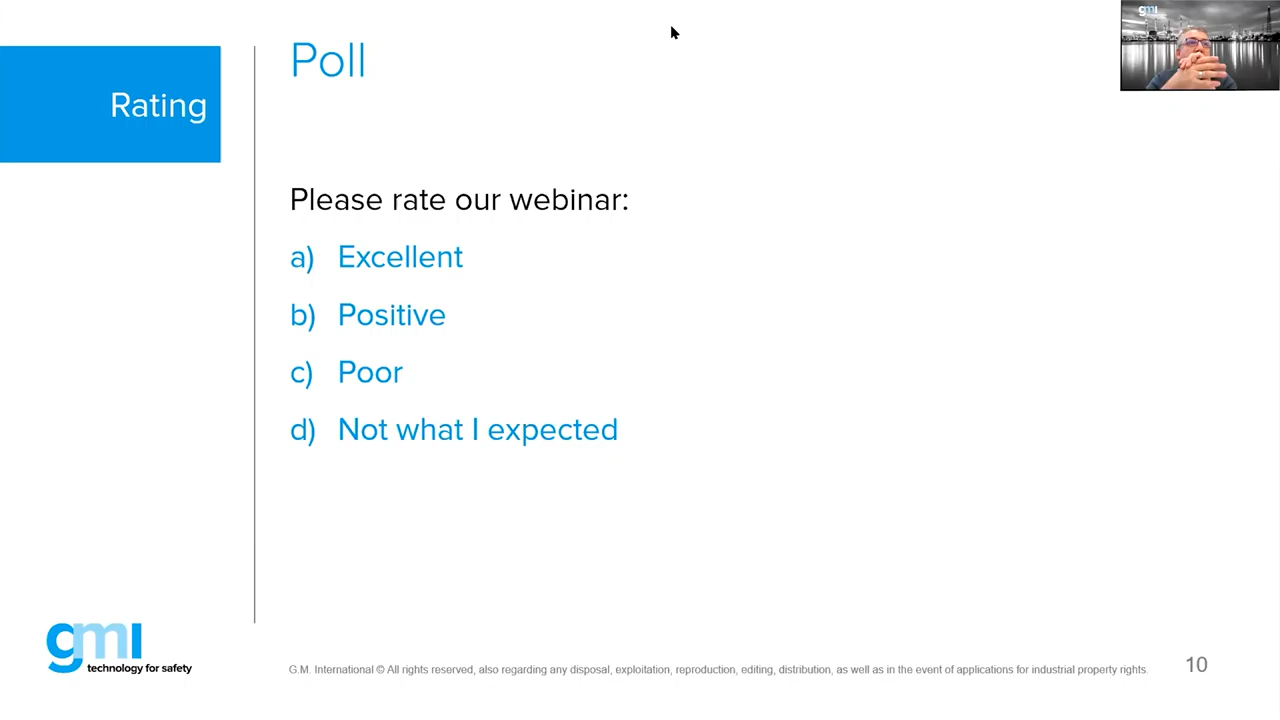 gmi
Poll
Rating
Please rate our webinar:
a) Excellent
b) Positive
c) Poor
d) Not what I expected
gmi
technology for safety
G.M. International © All rights reserved, also regarding any disposal, exploitation, reproduction, editing, distribution, as well as in the event of applications for industrial property rights.
10